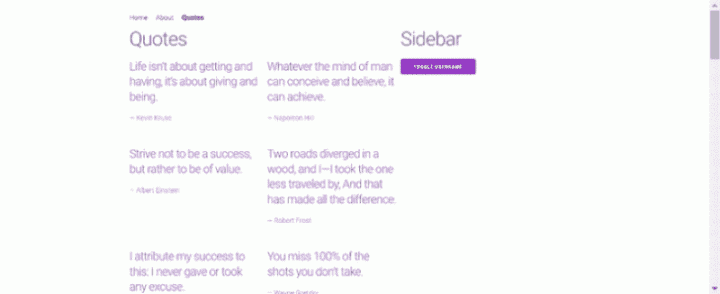 Home About Quotes
Quotes
Life isn't about getting and
having, it's about giving and
being.
— Kevin Kruse
Whatever the mind of man
can conceive and believe, it
can achieve.
— Napoleon Hill
Strive not to be a success,
but rather to be of value.
— Albert Einstein
Two roads diverged in a
wood, and I—I took the one
less traveled by, And that
has made all the difference.
— Robert Frost
I attribute my success to
this: I never gave or took
any excuse.
You miss 100% of the
shots you don't take.
— Wayne Gretzky
Sidebar